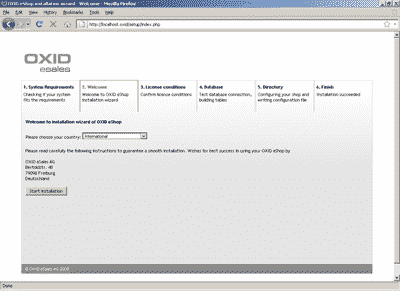 OXID eShop installation wizard - Welcome - Mozilla Firefox
File Edit View History Bookmarks Tools Help
http://localhost.oxid/setup/index.php
OXID
esales
1. System Requirements
Checking if your system
fits the requirements
2. Welcome
Welcome to OXID eShop
installation wizard
3. License conditions
Confirm license conditions
4. Database
Test database connection,
building tables
5. Directory
Configuring your shop and
writing configuration file
6. Finish
Installation succeeded
Welcome to installation wizard of OXID eShop
Please choose your country: International
Please read carefully the following instructions to guarantee a smooth installation. Wishes for best success in using your OXID eShop by
OXID eSales AG
Bertoldstr. 48
79098 Freiburg
Deutschland
Start installation
© OXID eSales AG 2008
Done